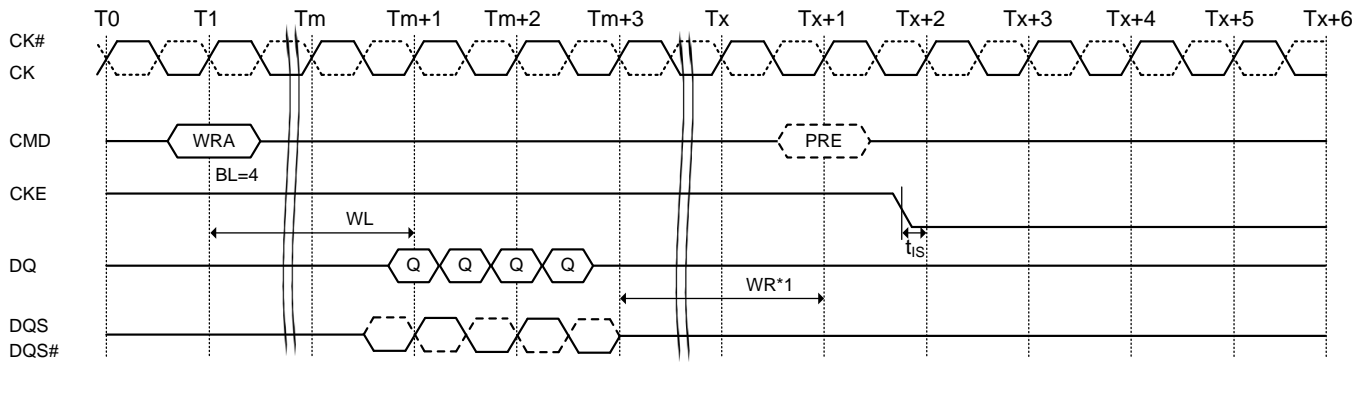 T0 T1 Tm Tm+1 Tm+2 Tm+3 Tx Tx+1 Tx+2 Tx+3 Tx+4 Tx+5 Tx+6
CK#
CK
CMD WRA PRE
BL=4
CKE
WL
tIS
DQ Q Q Q Q
WR*1
DQS
DQS#